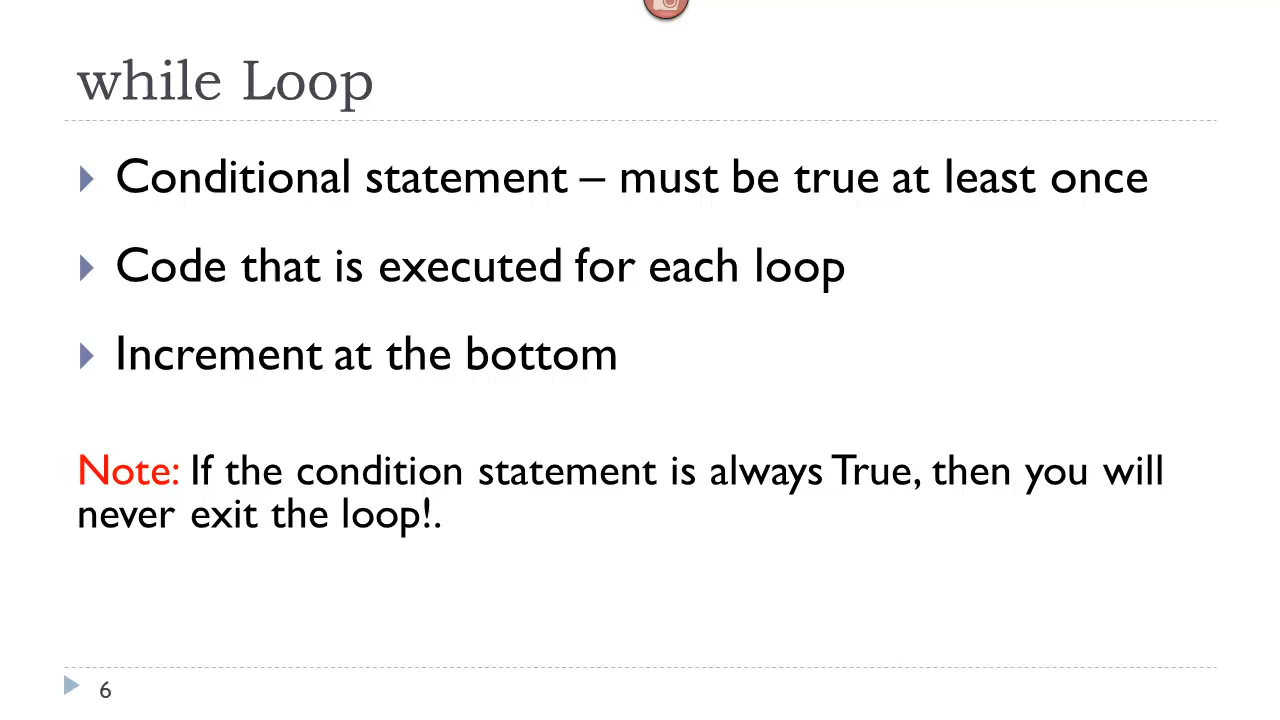 while Loop
Conditional statement – must be true at least once
Code that is executed for each loop
Increment at the bottom
Note: If the condition statement is always True, then you will
never exit the loop!.
6